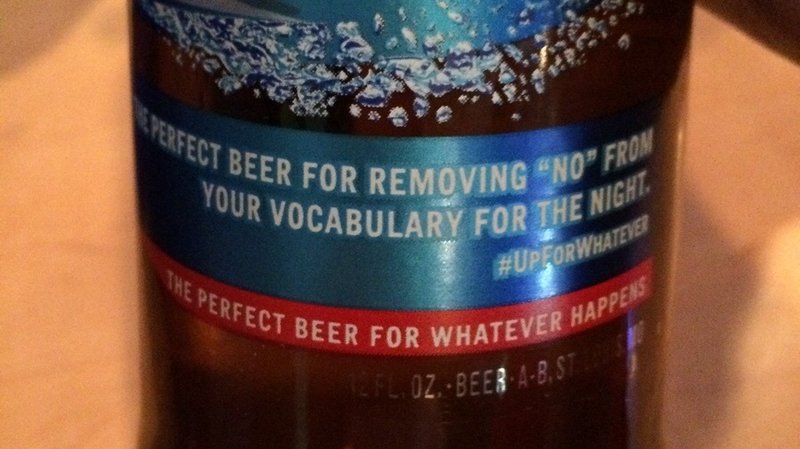 THE PERFECT BEER FOR REMOVING “NO” FROM
YOUR VOCABULARY FOR THE NIGHT.
#UPFORWHATEVER
THE PERFECT BEER FOR WHATEVER HAPPENS
12 FL. OZ. · BEER · A-B, ST.